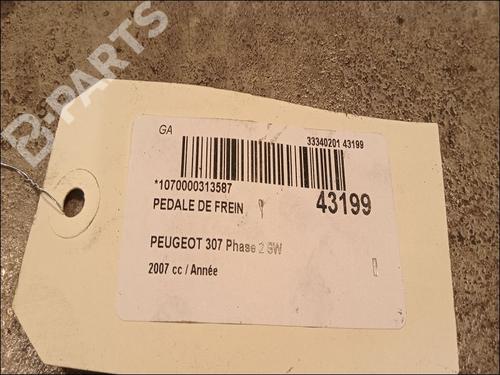 B-PARTS
GA
33340201 43199
*1070000313587
PEDALE DE FREIN
43199
PEUGEOT 307 Phase 2 SW
2007 cc / Année